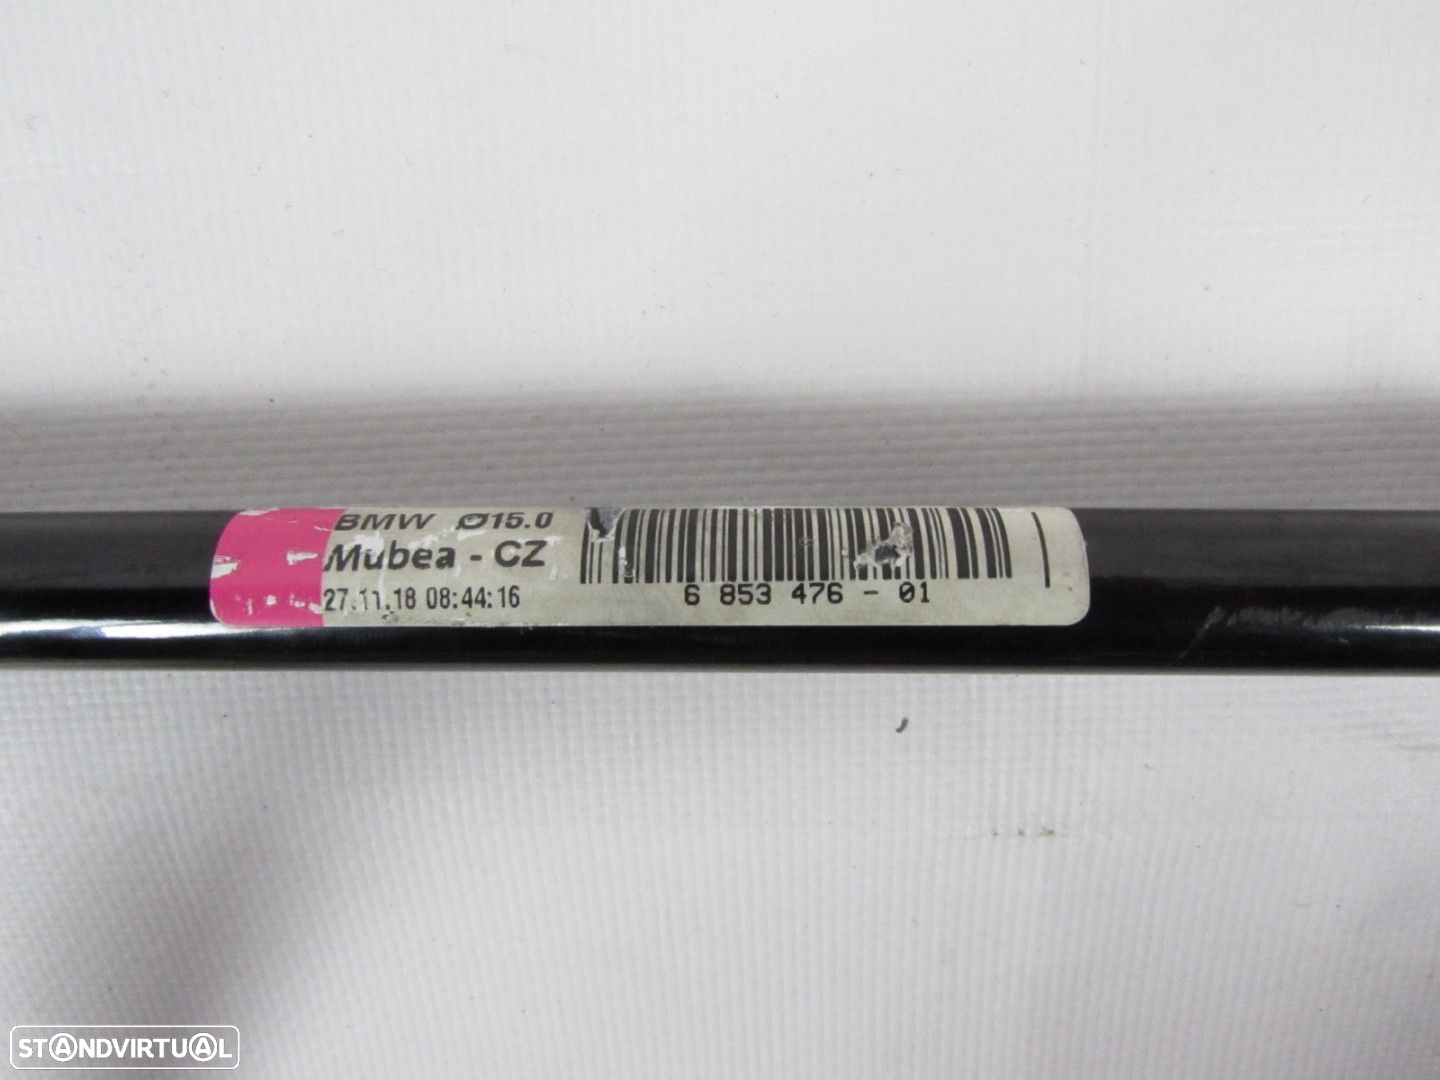 BMW Ø15.0
Mubea - CZ
27.11.18 08:44:16
6 853 476 - 01
STANDVIRTUAL